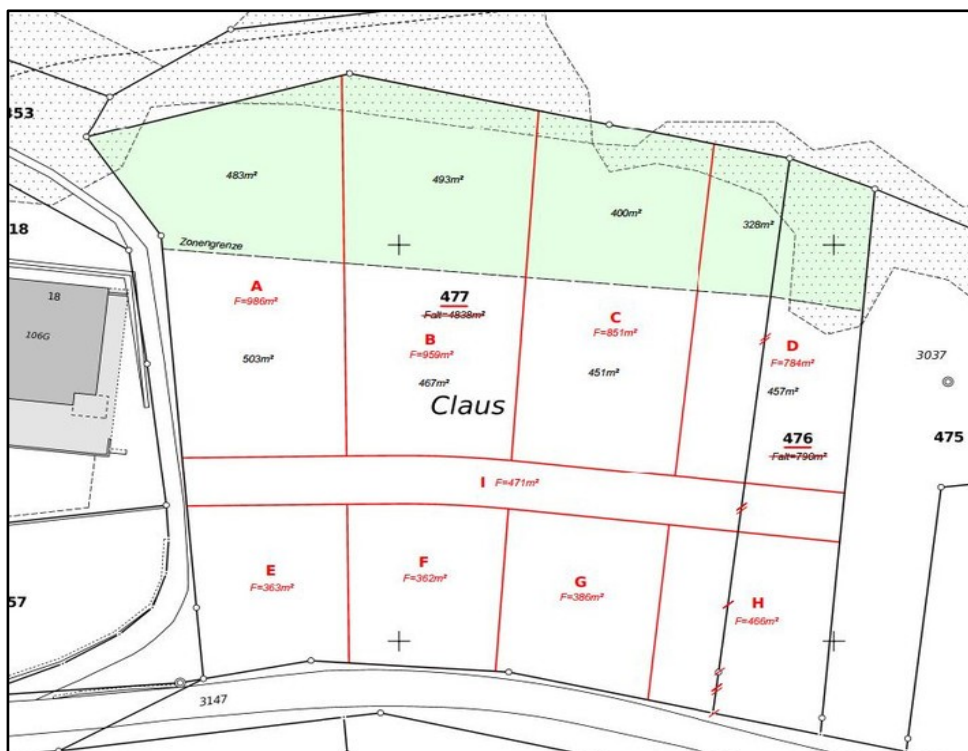 353
483m²
493m²
400m²
328m²
18
Zonengrenze
A
F=986m²
477
Falt=4838m²
C
F=851m²
18
106G
B
F=959m²
D
F=784m²
3037
503m²
467m²
451m²
457m²
Claus
476
Falt=790m²
475
I F=471m²
E
F=363m²
F
F=362m²
G
F=386m²
57
H
F=466m²
3147